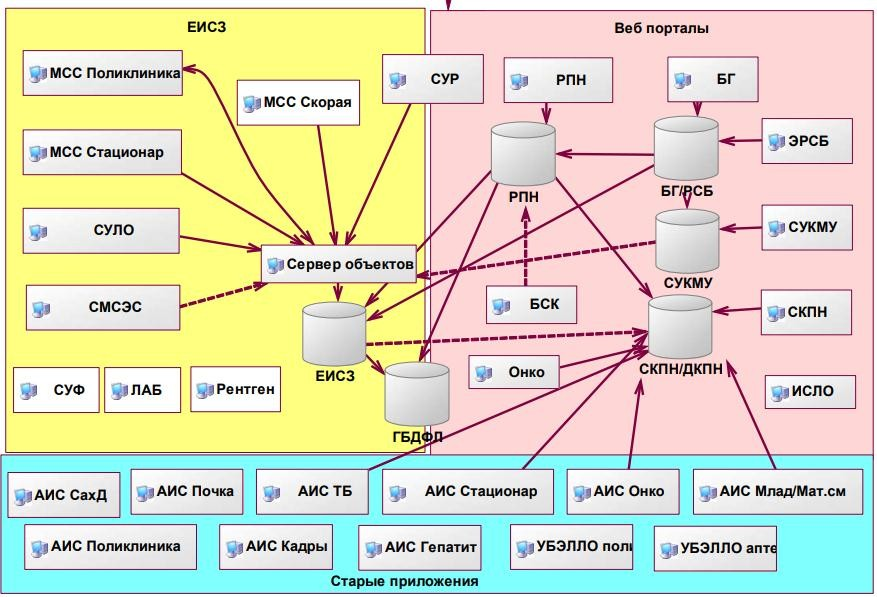 ЕИСЗ
Веб порталы
МСС Поликлиника
МСС Скорая
СУР
РПН
БГ
МСС Стационар
ЭРСБ
РПН
БГ/РСБ
СУЛО
СУКМУ
Сервер объектов
СУКМУ
СМСЭС
БСК
СКПН
ЕИСЗ
СКПН/ДКПН
СУФ
ЛАБ
Рентген
Онко
ИСЛО
ГБДФЛ
АИС СахД
АИС Почка
АИС ТБ
АИС Стационар
АИС Онко
АИС Млад/Мат.см
АИС Поликлиника
АИС Кадры
АИС Гепатит
УБЭЛЛО поли
УБЭЛЛО апте
Старые приложения